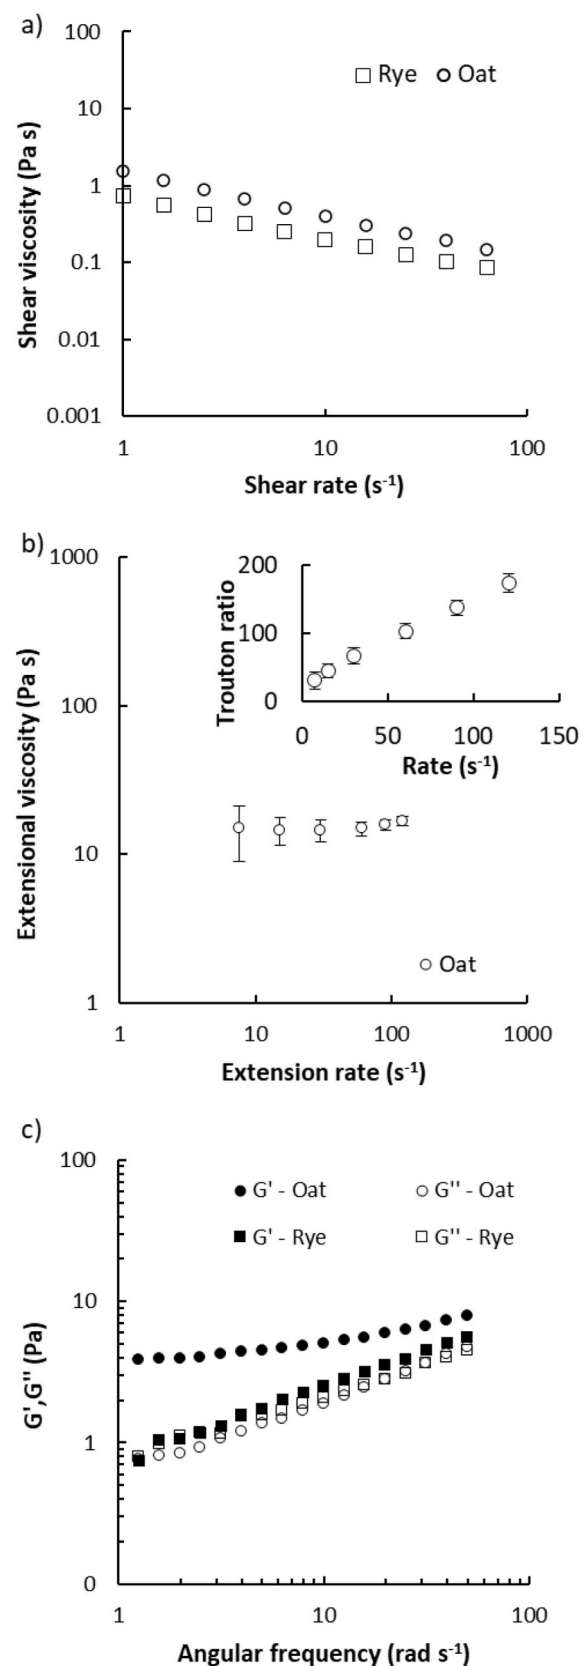 a)
100
10
1
0.1
0.01
0.001
Shear viscosity (Pa s)
Rye Oat
1 10 100
Shear rate (s⁻¹)
b)
1000
100
10
1
Extensional viscosity (Pa s)
200
100
0
Trouton ratio
0 50 100 150
Rate (s⁻¹)
Oat
1 10 100 1000
Extension rate (s⁻¹)
c)
100
10
1
0
G',G'' (Pa)
G' - Oat G'' - Oat
G' - Rye G'' - Rye
1 10 100
Angular frequency (rad s⁻¹)